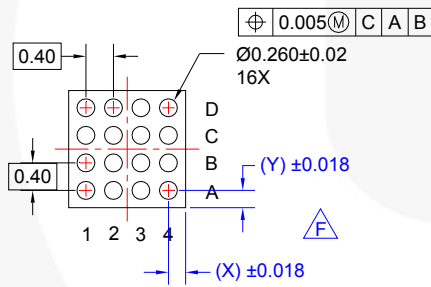 ⌖ 0.005Ⓜ C A B
0.40
Ø0.260±0.02
16X
D
C
B
A
0.40
(Y) ±0.018
F
1 2 3 4
(X) ±0.018